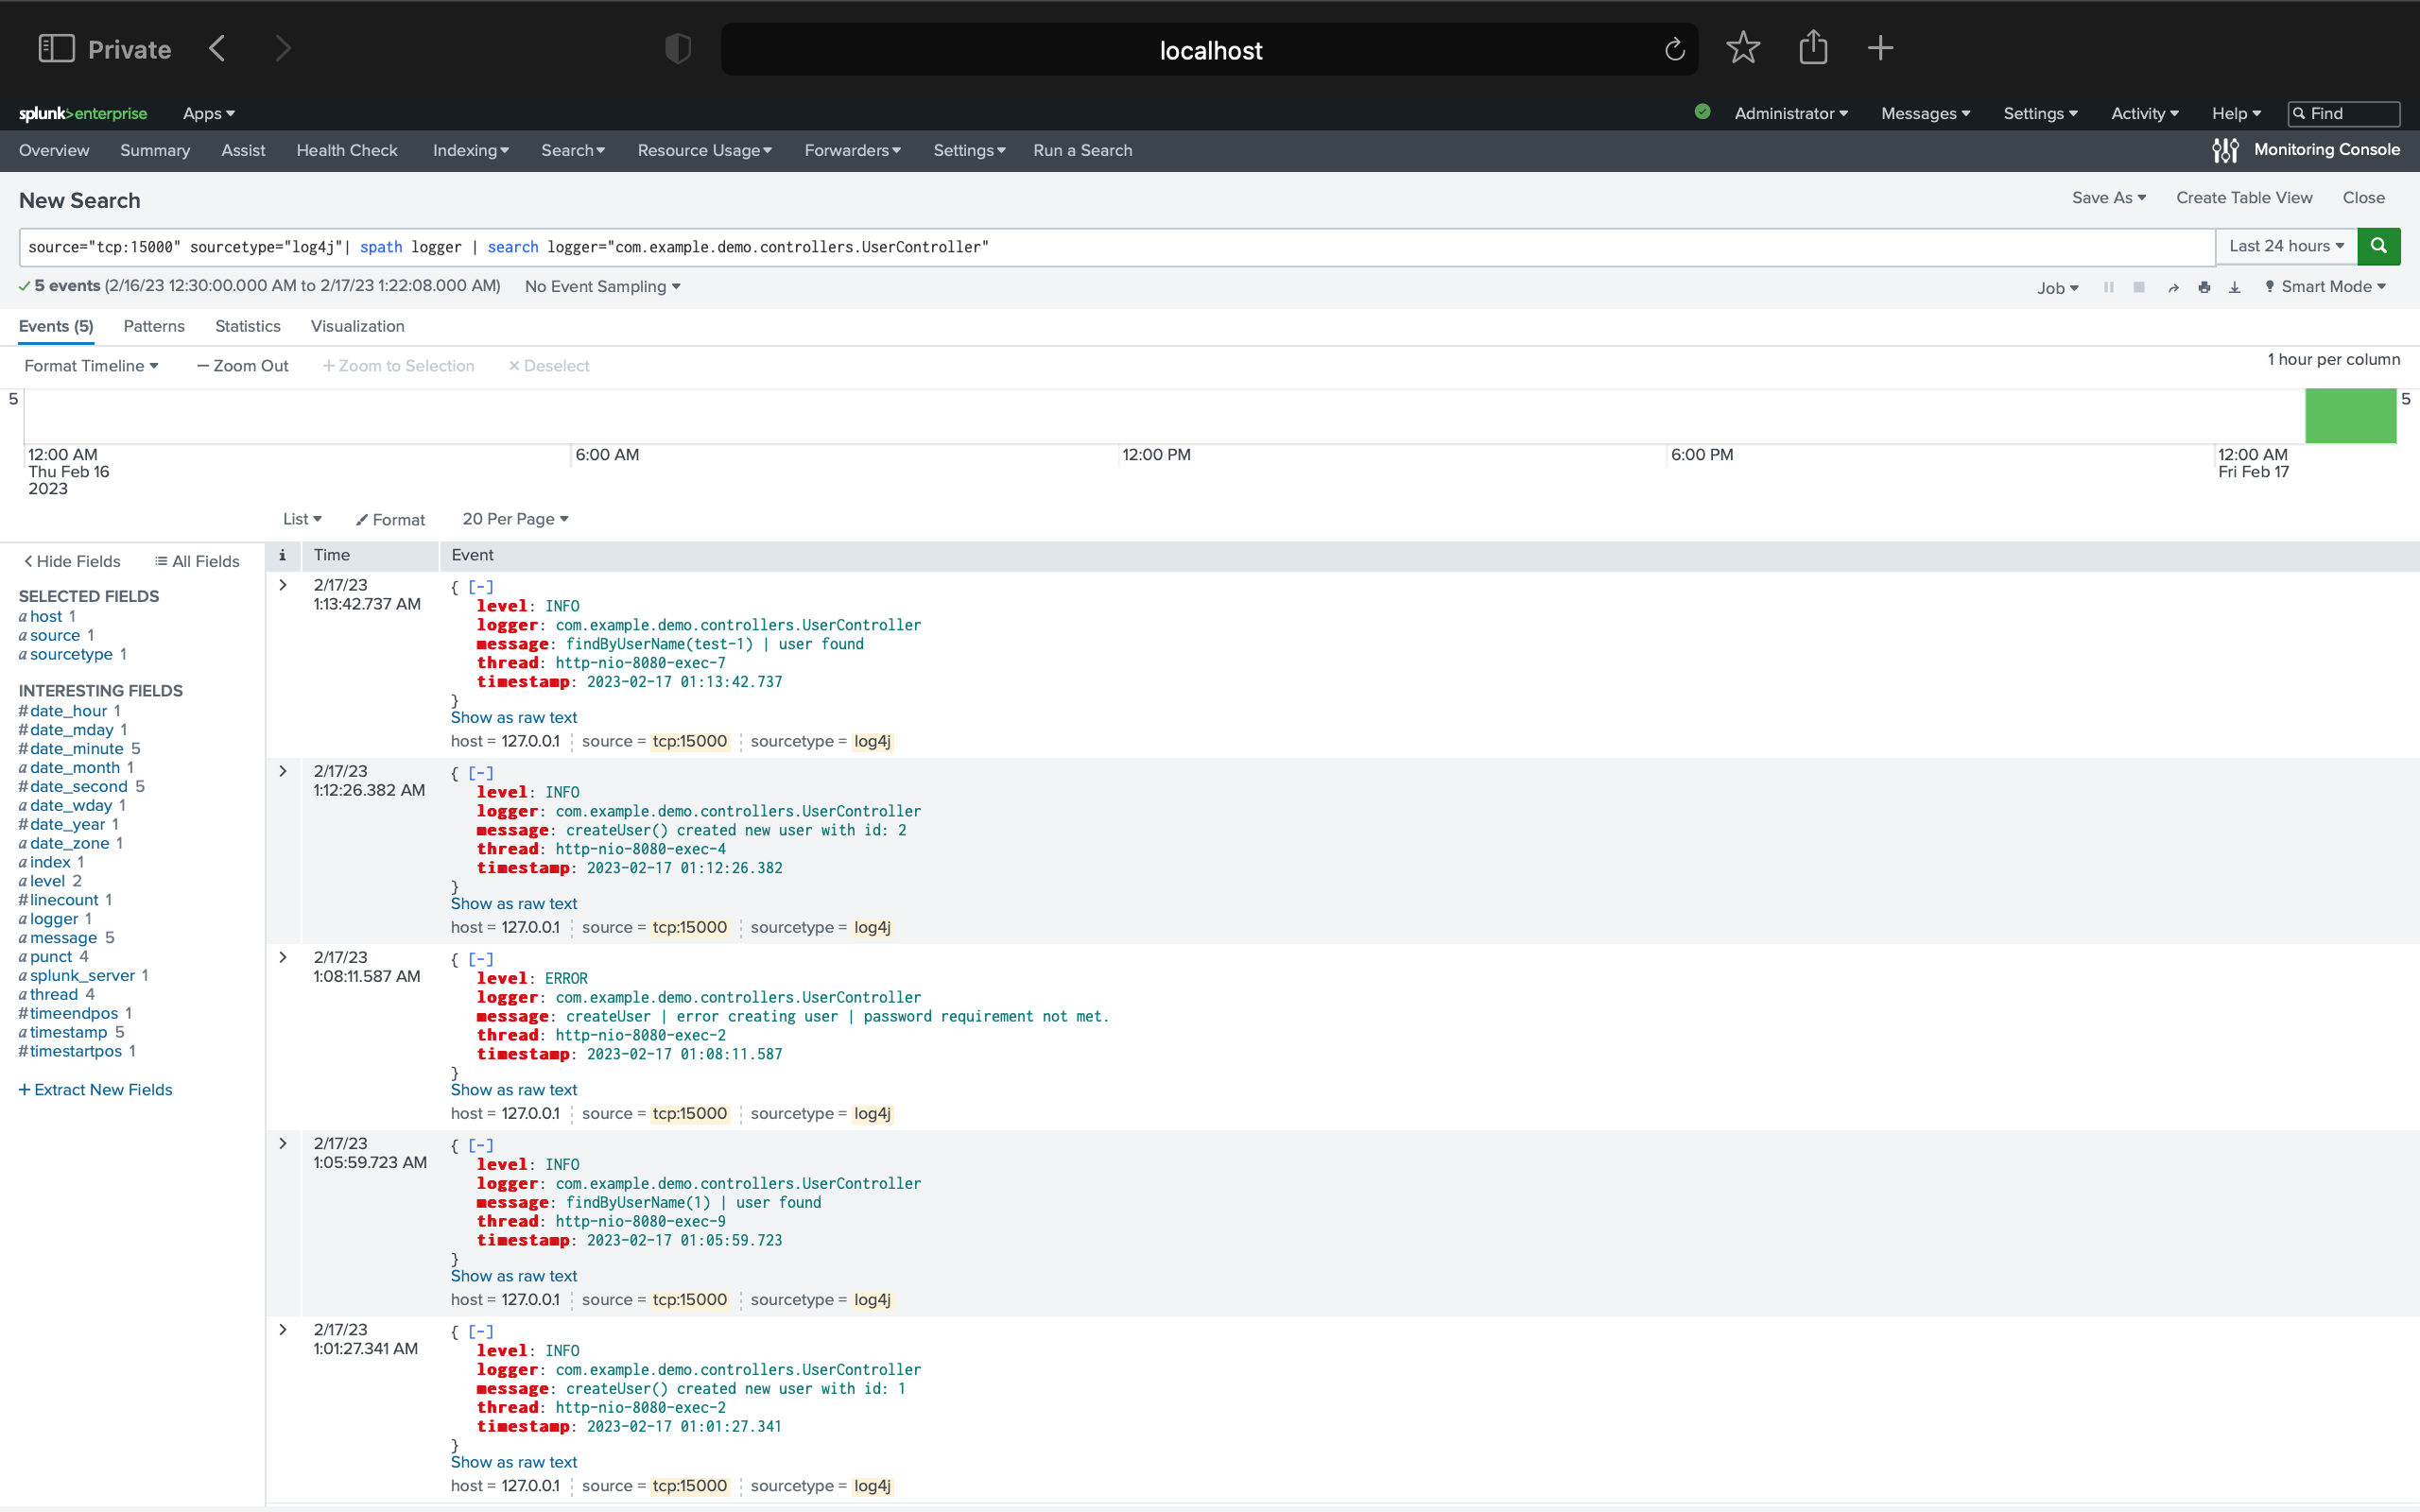 Private
localhost
splunk>enterprise Apps Administrator Messages Settings Activity Help Find
Overview Summary Assist Health Check Indexing Search Resource Usage Forwarders Settings Run a Search Monitoring Console
New Search Save As Create Table View Close
source="tcp:15000" sourcetype="log4j"| spath logger | search logger="com.example.demo.controllers.UserController" Last 24 hours
5 events (2/16/23 12:30:00.000 AM to 2/17/23 1:22:08.000 AM) No Event Sampling Job Smart Mode
Events (5) Patterns Statistics Visualization
Format Timeline — Zoom Out + Zoom to Selection × Deselect 1 hour per column
5 5
12:00 AM 6:00 AM 12:00 PM 6:00 PM 12:00 AM
Thu Feb 16 Fri Feb 17
2023
List Format 20 Per Page
< Hide Fields All Fields
SELECTED FIELDS
a host 1
a source 1
a sourcetype 1
INTERESTING FIELDS
# date_hour 1
# date_mday 1
# date_minute 5
a date_month 1
# date_second 5
a date_wday 1
# date_year 1
a date_zone 1
a index 1
a level 2
# linecount 1
a logger 1
a message 5
a punct 4
a splunk_server 1
a thread 4
# timeendpos 1
a timestamp 5
# timestartpos 1
+ Extract New Fields
i Time Event
2/17/23
1:13:42.737 AM
{ [-]
level: INFO
logger: com.example.demo.controllers.UserController
message: findByUserName(test-1) | user found
thread: http-nio-8080-exec-7
timestamp: 2023-02-17 01:13:42.737
}
Show as raw text
host = 127.0.0.1 source = tcp:15000 sourcetype = log4j
2/17/23
1:12:26.382 AM
{ [-]
level: INFO
logger: com.example.demo.controllers.UserController
message: createUser() created new user with id: 2
thread: http-nio-8080-exec-4
timestamp: 2023-02-17 01:12:26.382
}
Show as raw text
host = 127.0.0.1 source = tcp:15000 sourcetype = log4j
2/17/23
1:08:11.587 AM
{ [-]
level: ERROR
logger: com.example.demo.controllers.UserController
message: createUser | error creating user | password requirement not met.
thread: http-nio-8080-exec-2
timestamp: 2023-02-17 01:08:11.587
}
Show as raw text
host = 127.0.0.1 source = tcp:15000 sourcetype = log4j
2/17/23
1:05:59.723 AM
{ [-]
level: INFO
logger: com.example.demo.controllers.UserController
message: findByUserName(1) | user found
thread: http-nio-8080-exec-9
timestamp: 2023-02-17 01:05:59.723
}
Show as raw text
host = 127.0.0.1 source = tcp:15000 sourcetype = log4j
2/17/23
1:01:27.341 AM
{ [-]
level: INFO
logger: com.example.demo.controllers.UserController
message: createUser() created new user with id: 1
thread: http-nio-8080-exec-2
timestamp: 2023-02-17 01:01:27.341
}
Show as raw text
host = 127.0.0.1 source = tcp:15000 sourcetype = log4j